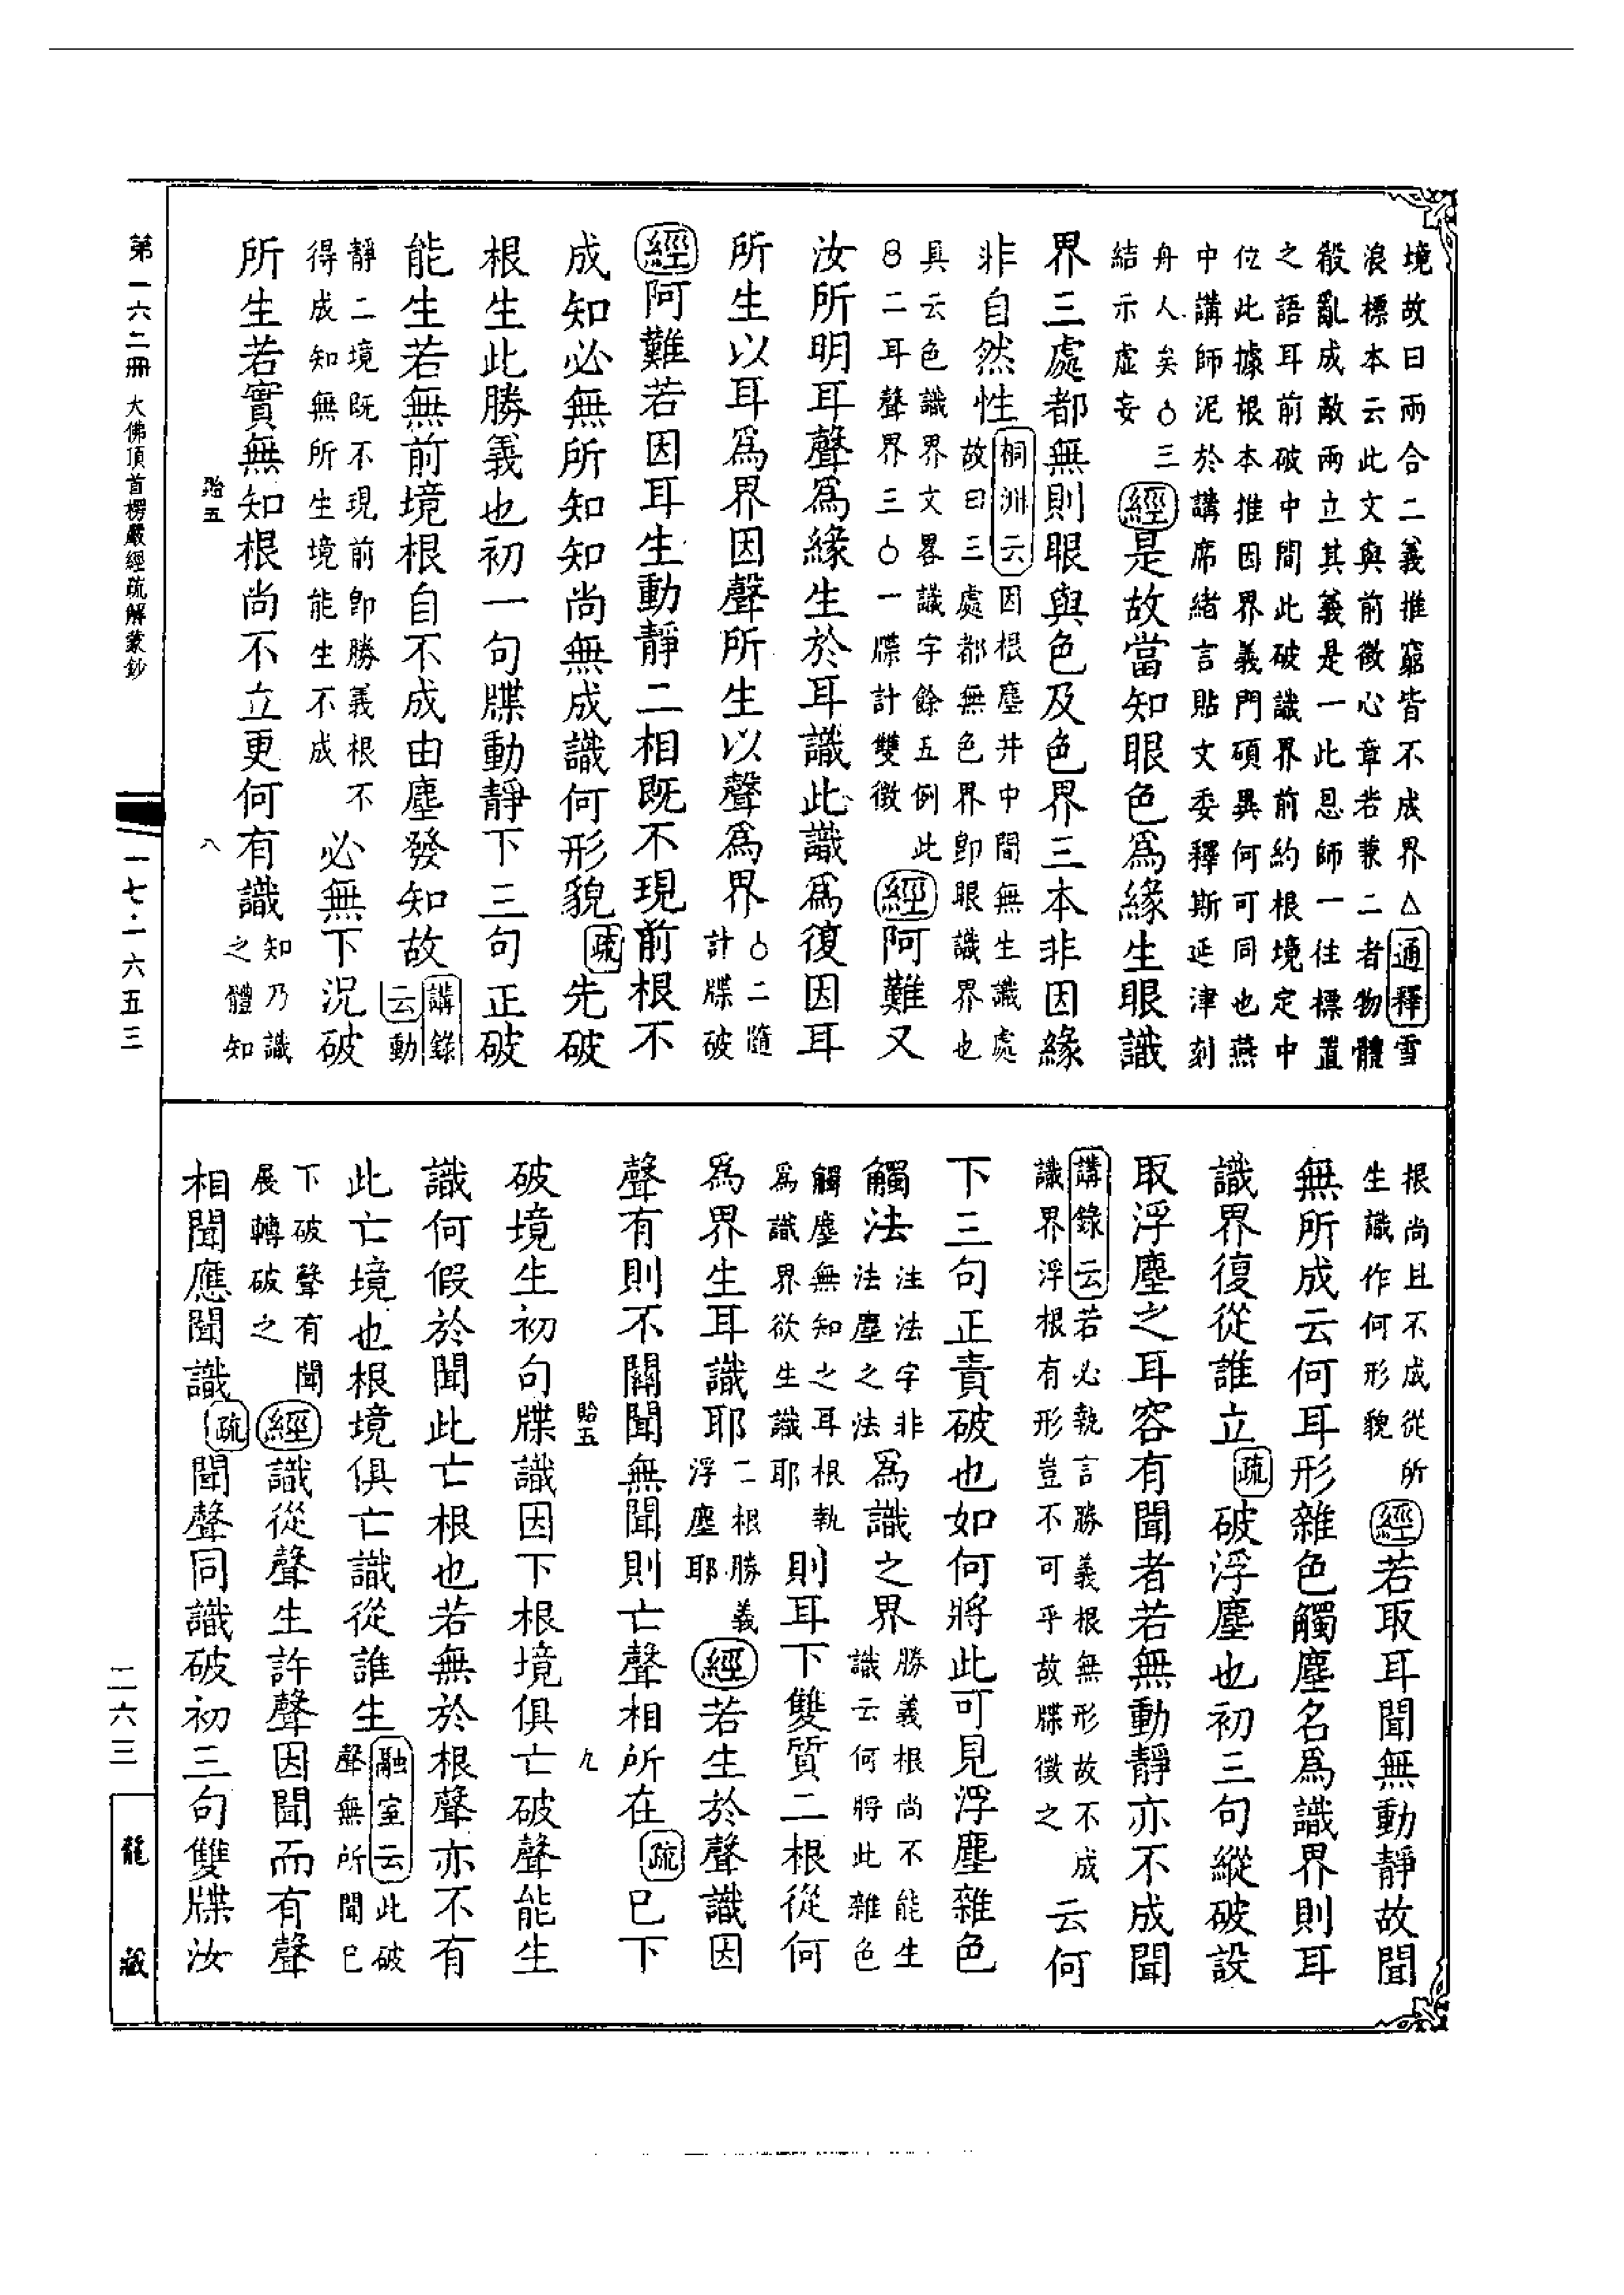 境故曰兩合二義推窮皆不成界△通釋雪
浪標本云此文與前徵心章若兼二者物體
殽亂成敵兩立其義是一此恩師一往標置
之語耳前破中間此破識界前約根境定中
位此據根本推因界義門碩異何可同也燕
中講師泥於講席緒言貼文委釋斯延津刻
舟人矣○三
結示虛妄
經是故當知眼色為緣生眼識
界三處都無則眼與色及色界三本非因緣
非自然性
桐洲云因根塵并中間無生識處
故曰三處都無色界即眼識界也
具云色識界文畧識字餘五例此
8二耳聲界三○一牒計雙徵
經阿難又
汝所明耳聲為緣生於耳識此識為復因耳
所生以耳為界因聲所生以聲為界
○二隨
計牒破
經阿難若因耳生動靜二相既不現前根不
成知必無所知知尚無成識何形貌疏先破
根生此勝義也初一句牒動靜下三句正破
能生若無前境根自不成由塵發知故
講錄
云動
靜二境既不現前即勝義根不
得成知無所生境能生不成
必無下況破
所生若實無知根尚不立更何有識
知乃識
之體知
第一六二冊 大佛頂首楞嚴經疏解蒙鈔
一七·一六五三
貽五 八
根尚且不成從所
生識作何形貌
經若取耳聞無動靜故聞
無所成云何耳形雜色觸塵名為識界則耳
識界復從誰立疏破浮塵也初三句縱破設
取浮塵之耳容有聞者若無動靜亦不成聞
講錄云若必執言勝義根無形故不成
識界浮根有形豈不可乎故牒徵之
云何
下三句正責破也如何將此可見浮塵雜色
觸法
注法字非
法塵之法
為識之界
勝義根尚不能生
識云何將此雜色
觸塵無知之耳根執
為識界欲生識耶
則耳下雙質二根從何
為界生耳識耶
二根勝義
浮塵耶
經若生於聲識因
聲有則不關聞無聞則亡聲相所在疏已下
貽五 九
破境生初句牒識因下根境俱亡破聲能生
識何假於聞此亡根也若無於根聲亦不有
此亡境也根境俱亡識從誰生
融室云此破
聲無所聞已
下破聲有聞
展轉破之
經識從聲生許聲因聞而有聲
相聞應聞識疏聞聲同識破初三句雙牒汝
二六三
龍藏